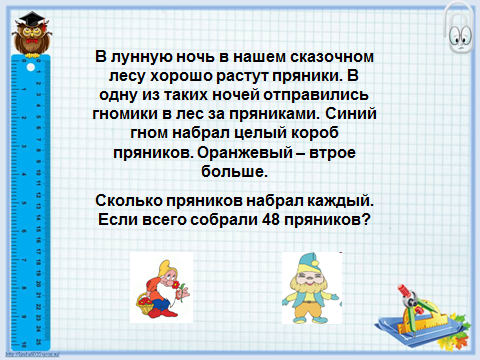 В лунную ночь в нашем сказочном
лесу хорошо растут пряники. В
одну из таких ночей отправились
гномики в лес за пряниками. Синий
гном набрал целый короб
пряников. Оранжевый – втрое
больше.
Сколько пряников набрал каждый.
Если всего собрали 48 пряников?